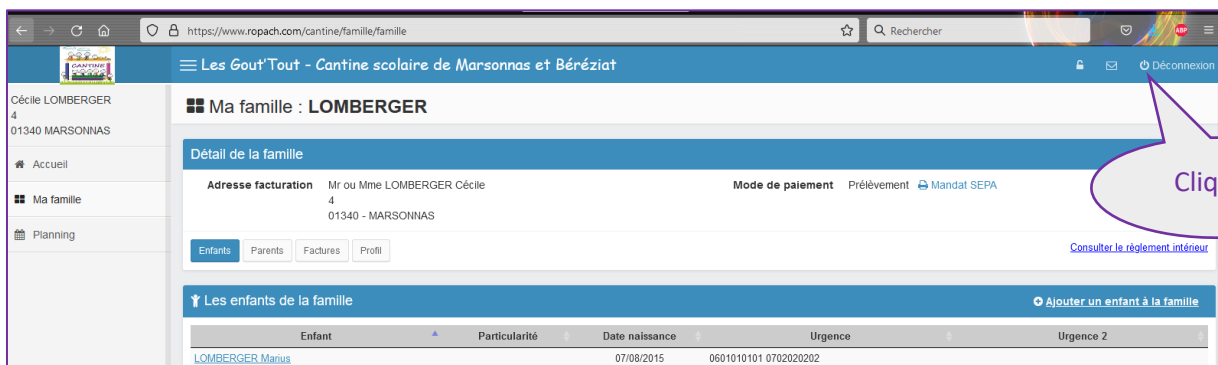 https://www.ropach.com/cantine/famille/famille
Rechercher
ABP
CANTINE
Les Gout'Tout - Cantine scolaire de Marsonnas et Béréziat
Déconnexion
Cécile LOMBERGER
4
01340 MARSONNAS
Accueil
Ma famille
Planning
Ma famille : LOMBERGER
Détail de la famille
Adresse facturation Mr ou Mme LOMBERGER Cécile
4
01340 - MARSONNAS
Mode de paiement Prélèvement Mandat SEPA
Cliq
Enfants Parents Factures Profil
Consulter le règlement intérieur
Les enfants de la famille
Ajouter un enfant à la famille
Enfant Particularité Date naissance Urgence Urgence 2
LOMBERGER Marius 07/08/2015 0601010101 0702020202